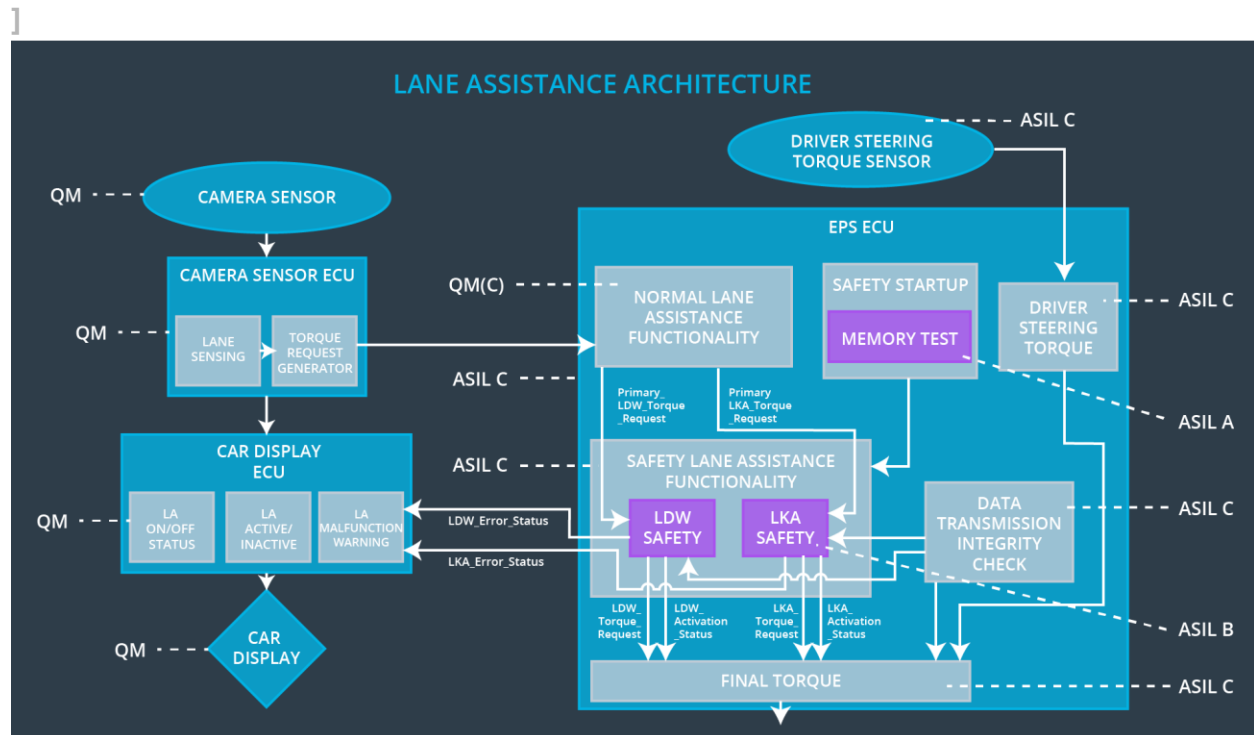 ]
LANE ASSISTANCE ARCHITECTURE
ASIL C
DRIVER STEERING
TORQUE SENSOR
QM
CAMERA SENSOR
EPS ECU
CAMERA SENSOR ECU
QM
LANE
SENSING
TORQUE
REQUEST
GENERATOR
QM(C)
NORMAL LANE
ASSISTANCE
FUNCTIONALITY
SAFETY STARTUP
MEMORY TEST
DRIVER
STEERING
TORQUE
ASIL C
ASIL C
Primary_
LDW_Torque
_Request
Primary
LKA_Torque
_Request
ASIL A
CAR DISPLAY
ECU
ASIL C
SAFETY LANE ASSISTANCE
FUNCTIONALITY
QM
LA
ON/OFF
STATUS
LA
ACTIVE/
INACTIVE
LA
MALFUNCTION
WARNING
LDW_Error_Status
LKA_Error_Status
LDW
SAFETY
LKA
SAFETY
DATA
TRANSMISSION
INTEGRITY
CHECK
ASIL C
LDW_
Torque_
Request
LDW_
Activation
_Status
LKA_
Torque_
Request
LKA_
Activation
_Status
ASIL B
QM
CAR
DISPLAY
FINAL TORQUE
ASIL C